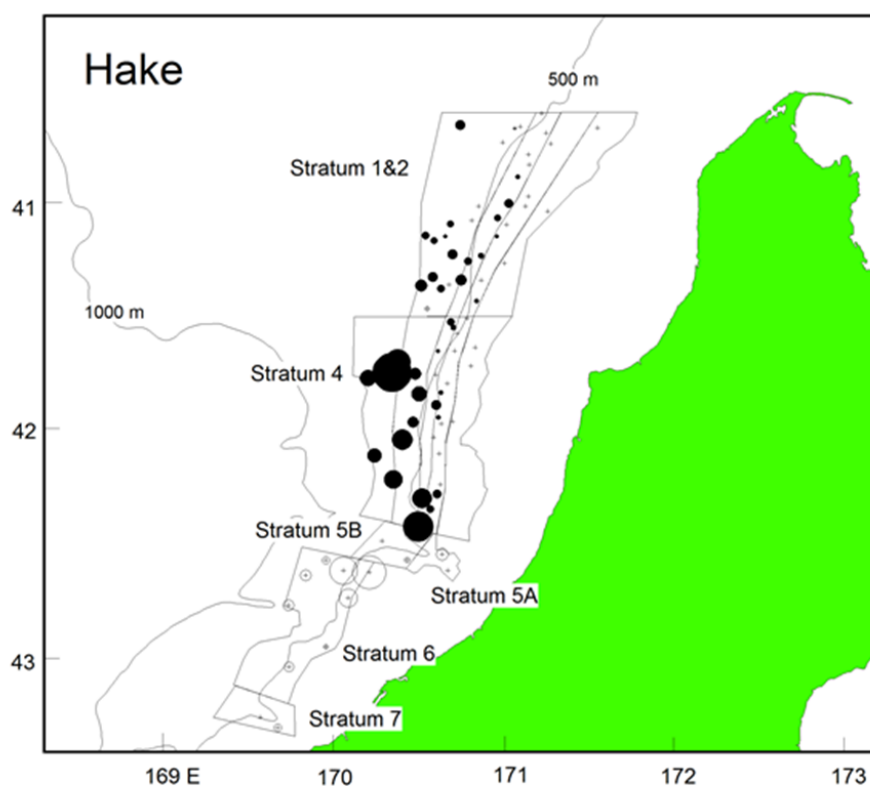 Hake
500 m
Stratum 1&2
41
1000 m
Stratum 4
42
Stratum 5B
Stratum 5A
Stratum 6
43
Stratum 7
169 E
170
171
172
173